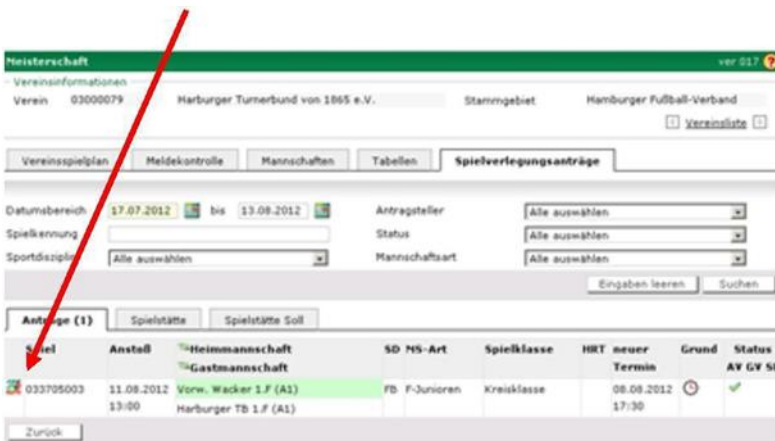 Meisterschaft ver 017
Vereinsinformationen
Verein 03000079 Harburger Turnerbund von 1865 e.V. Stammgebiet Hamburger Fußball-Verband
Vereinsliste
Vereinsspielplan Meldekontrolle Mannschaften Tabellen Spielverlegungsanträge
Datumsbereich 17.07.2012 bis 13.08.2012 Antragsteller Alle auswählen
Spielkennung Status Alle auswählen
Sportdisziplin Alle auswählen Mannschaftsart Alle auswählen
Eingaben leeren Suchen
Anträge (1) Spielstätte Spielstätte Soll
Spiel Anstoß Heimmannschaft SD MS-Art Spielklasse HRT neuer Grund Status
Gastmannschaft Termin AV GV
033705003 11.08.2012 Vorw. Wacker 1.F (A1) FB F-Junioren Kreisklasse 08.08.2012
13:00 Harburger TB 1.F (A1) 17:30
Zurück